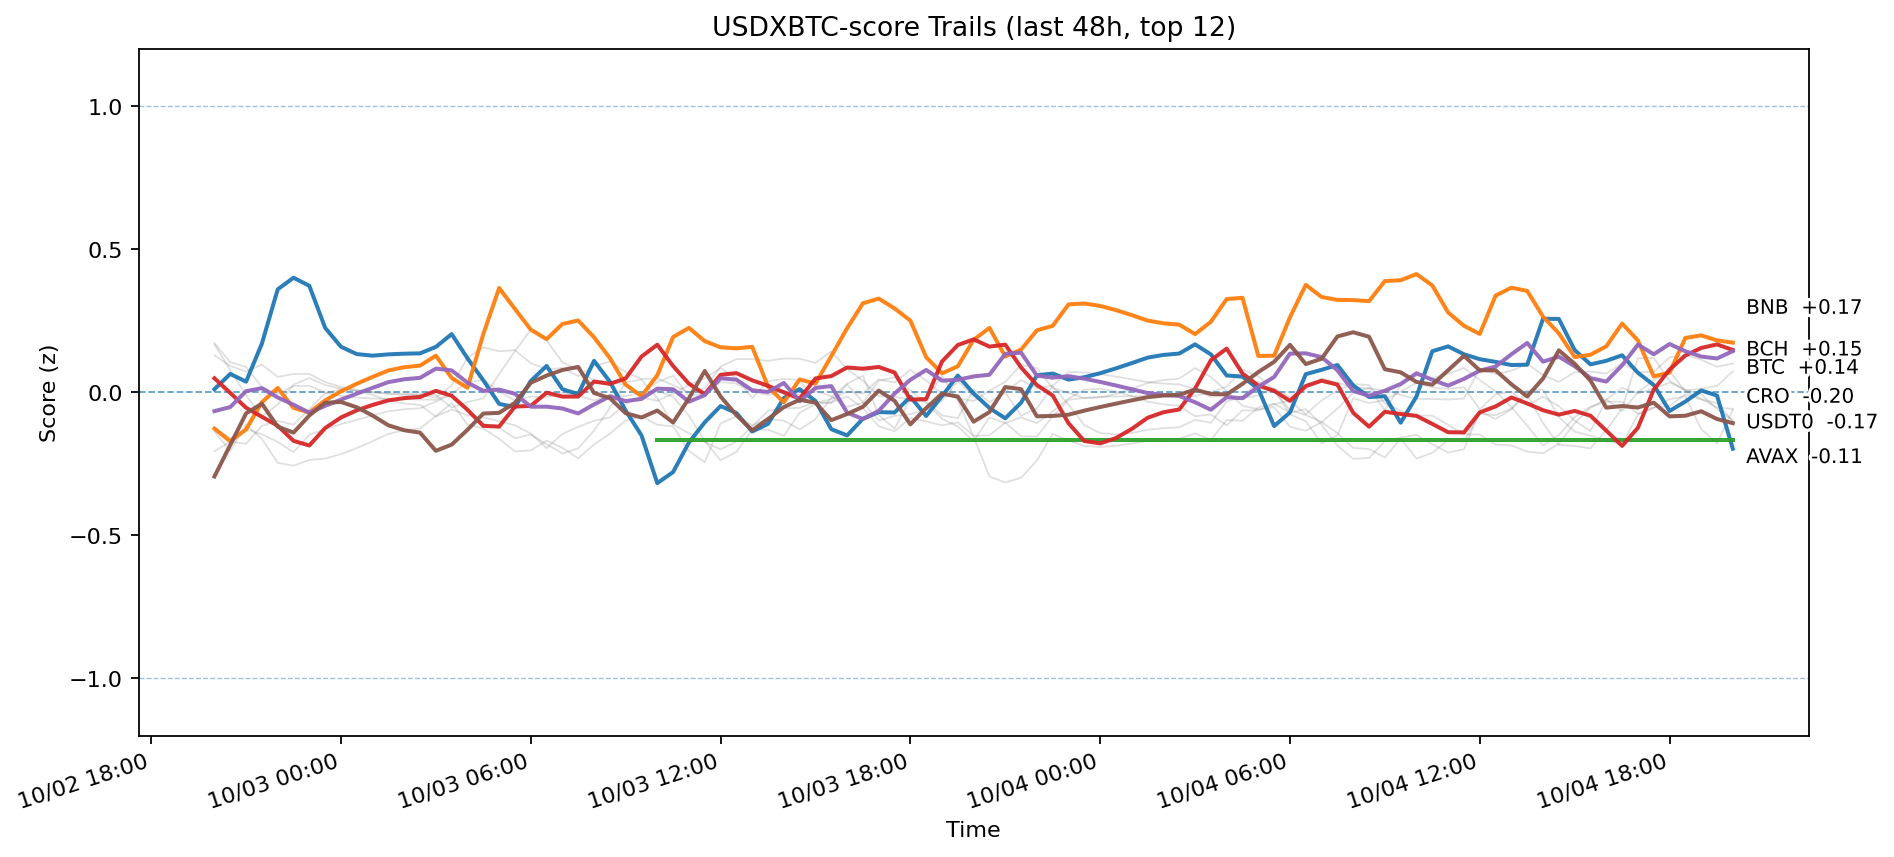 USDXBTC-score Trails (last 48h, top 12)
Score (z)
1.0
0.5
0.0
−0.5
−1.0
BNB +0.17
BCH +0.15
BTC +0.14
CRO -0.20
USDT0 -0.17
AVAX -0.11
10/02 18:00
10/03 00:00
10/03 06:00
10/03 12:00
10/03 18:00
10/04 00:00
10/04 06:00
10/04 12:00
10/04 18:00
Time